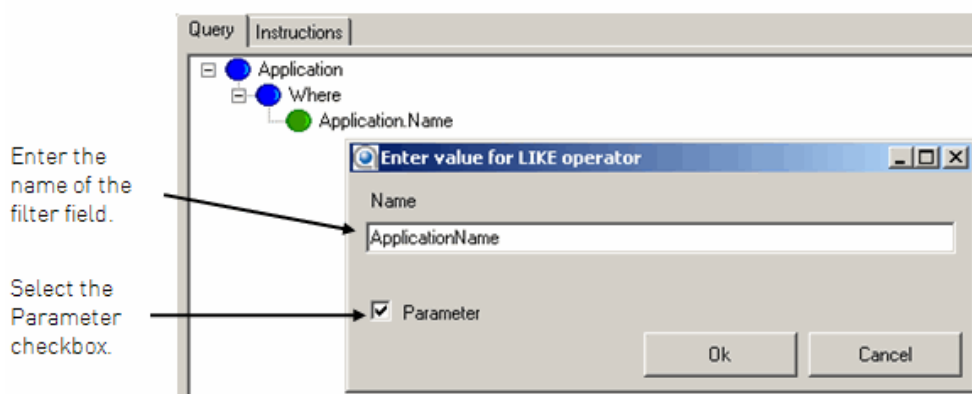 Query Instructions
Application
Where
Application.Name
Enter the
name of the
filter field.
Enter value for LIKE operator
Name
ApplicationName
Select the
Parameter
checkbox.
Parameter
Ok Cancel